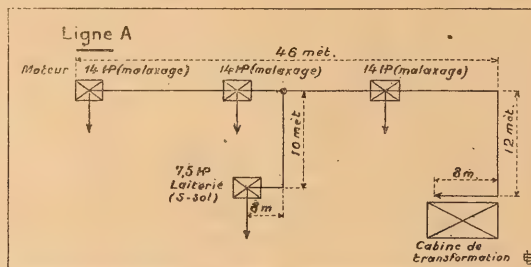 Ligne A
46 mèt.
Moteur 14 HP (malaxage) 14 HP (malaxage) 14 HP (malaxage)
10 mèt
12 mèt.
7,5 HP
Laiterie
(S-sol)
8 m
8 m.
Cabine de
transformation